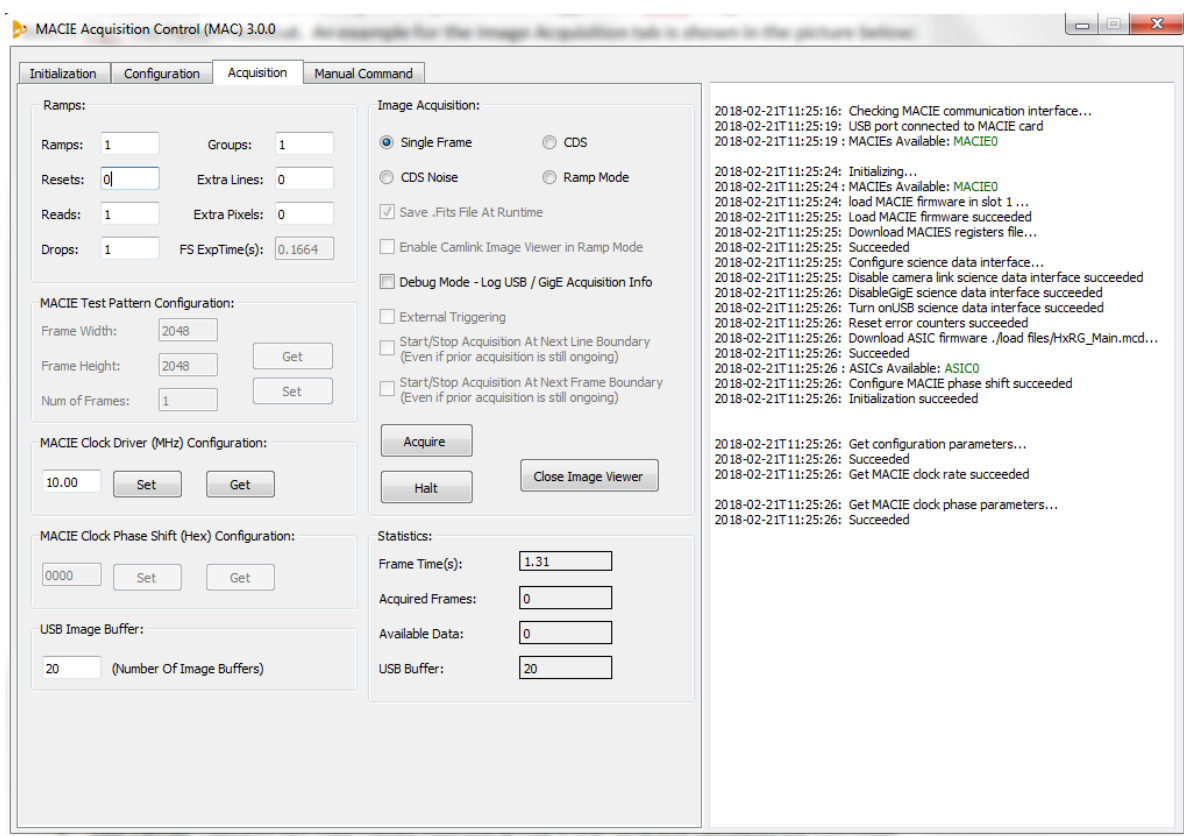 MACIE Acquisition Control (MAC) 3.0.0
An example for the Image Acquisition tab is shown in the picture below:
Initialization Configuration Acquisition Manual Command
Ramps:
Ramps: 1 Groups: 1
Resets: 0 Extra Lines: 0
Reads: 1 Extra Pixels: 0
Drops: 1 FS ExpTime(s): 0.1664
MACIE Test Pattern Configuration:
Frame Width: 2048
Frame Height: 2048
Get
Num of Frames: 1
Set
MACIE Clock Driver (MHz) Configuration:
10.00 Set Get
MACIE Clock Phase Shift (Hex) Configuration:
0000 Set Get
USB Image Buffer:
20 (Number Of Image Buffers)
Image Acquisition:
Single Frame CDS
CDS Noise Ramp Mode
Save .Fits File At Runtime
Enable Camlink Image Viewer in Ramp Mode
Debug Mode - Log USB / GigE Acquisition Info
External Triggering
Start/Stop Acquisition At Next Line Boundary
(Even if prior acquisition is still ongoing)
Start/Stop Acquisition At Next Frame Boundary
(Even if prior acquisition is still ongoing)
Acquire
Halt
Close Image Viewer
Statistics:
Frame Time(s): 1.31
Acquired Frames: 0
Available Data: 0
USB Buffer: 20
2018-02-21T11:25:16: Checking MACIE communication interface...
2018-02-21T11:25:19: USB port connected to MACIE card
2018-02-21T11:25:19 : MACIEs Available: MACIE0
2018-02-21T11:25:24: Initializing...
2018-02-21T11:25:24 : MACIEs Available: MACIE0
2018-02-21T11:25:24: load MACIE firmware in slot 1 ...
2018-02-21T11:25:25: Load MACIE firmware succeeded
2018-02-21T11:25:25: Download MACIES registers file...
2018-02-21T11:25:25: Succeeded
2018-02-21T11:25:25: Configure science data interface...
2018-02-21T11:25:25: Disable camera link science data interface succeeded
2018-02-21T11:25:26: DisableGigE science data interface succeeded
2018-02-21T11:25:26: Turn onUSB science data interface succeeded
2018-02-21T11:25:26: Reset error counters succeeded
2018-02-21T11:25:26: Download ASIC firmware ./load files/HxRG_Main.mcd...
2018-02-21T11:25:26: Succeeded
2018-02-21T11:25:26 : ASICs Available: ASIC0
2018-02-21T11:25:26: Configure MACIE phase shift succeeded
2018-02-21T11:25:26: Initialization succeeded
2018-02-21T11:25:26: Get configuration parameters...
2018-02-21T11:25:26: Succeeded
2018-02-21T11:25:26: Get MACIE clock rate succeeded
2018-02-21T11:25:26: Get MACIE clock phase parameters...
2018-02-21T11:25:26: Succeeded